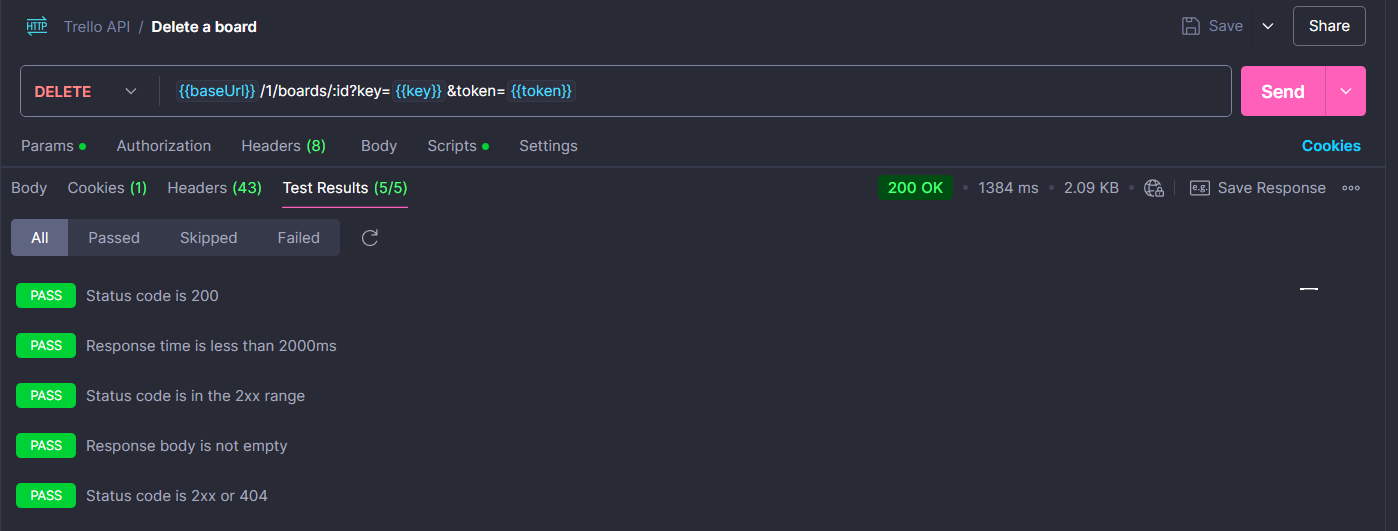 HTTP Trello API / Delete a board Save Share
DELETE {{baseUrl}} /1/boards/:id?key= {{key}} &token= {{token}} Send
Params Authorization Headers (8) Body Scripts Settings Cookies
Body Cookies (1) Headers (43) Test Results (5/5) 200 OK 1384 ms 2.09 KB e.g. Save Response
All Passed Skipped Failed
PASS Status code is 200
PASS Response time is less than 2000ms
PASS Status code is in the 2xx range
PASS Response body is not empty
PASS Status code is 2xx or 404